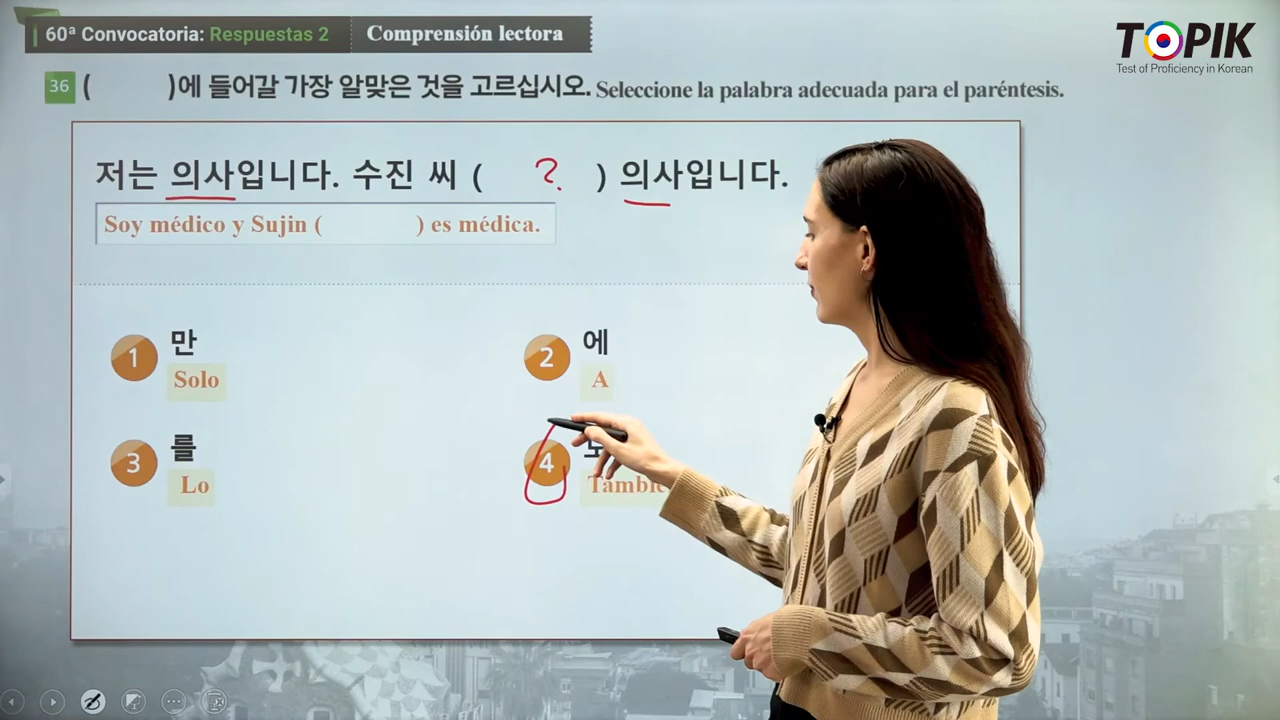 60ª Convocatoria: Respuestas 2 Comprensión lectora
TOPIK
Test of Proficiency in Korean
36 ( )에 들어갈 가장 알맞은 것을 고르십시오. Seleccione la palabra adecuada para el paréntesis.
저는 의사입니다. 수진 씨 ( ? ) 의사입니다.
Soy médico y Sujin ( ) es médica.
1 만
Solo
2 에
A
3 를
Lo
4